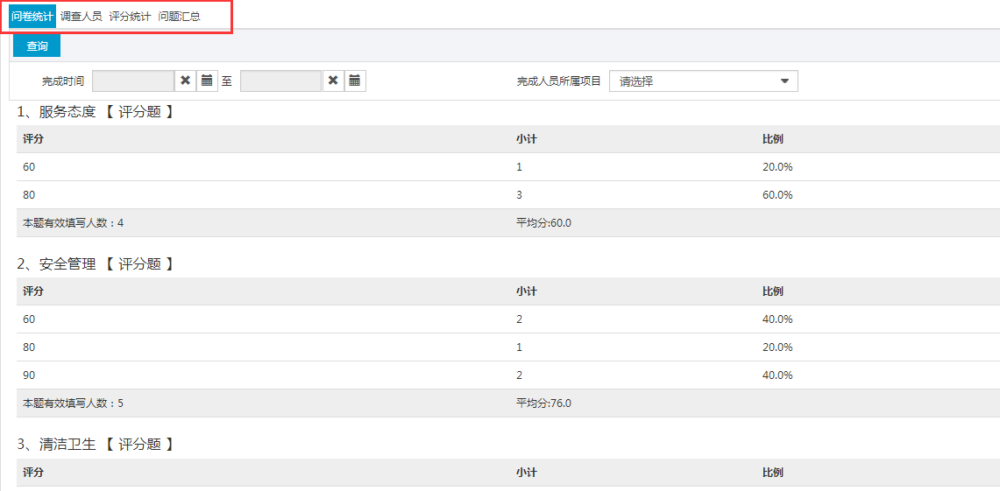 问卷统计 调查人员 评分统计 问题汇总
查询
完成时间 至 完成人员所属项目 请选择
1、服务态度 【 评分题 】
评分 小计 比例
60 1 20.0%
80 3 60.0%
本题有效填写人数：4 平均分:60.0
2、安全管理 【 评分题 】
评分 小计 比例
60 2 40.0%
80 1 20.0%
90 2 40.0%
本题有效填写人数：5 平均分:76.0
3、清洁卫生 【 评分题 】
评分 小计 比例